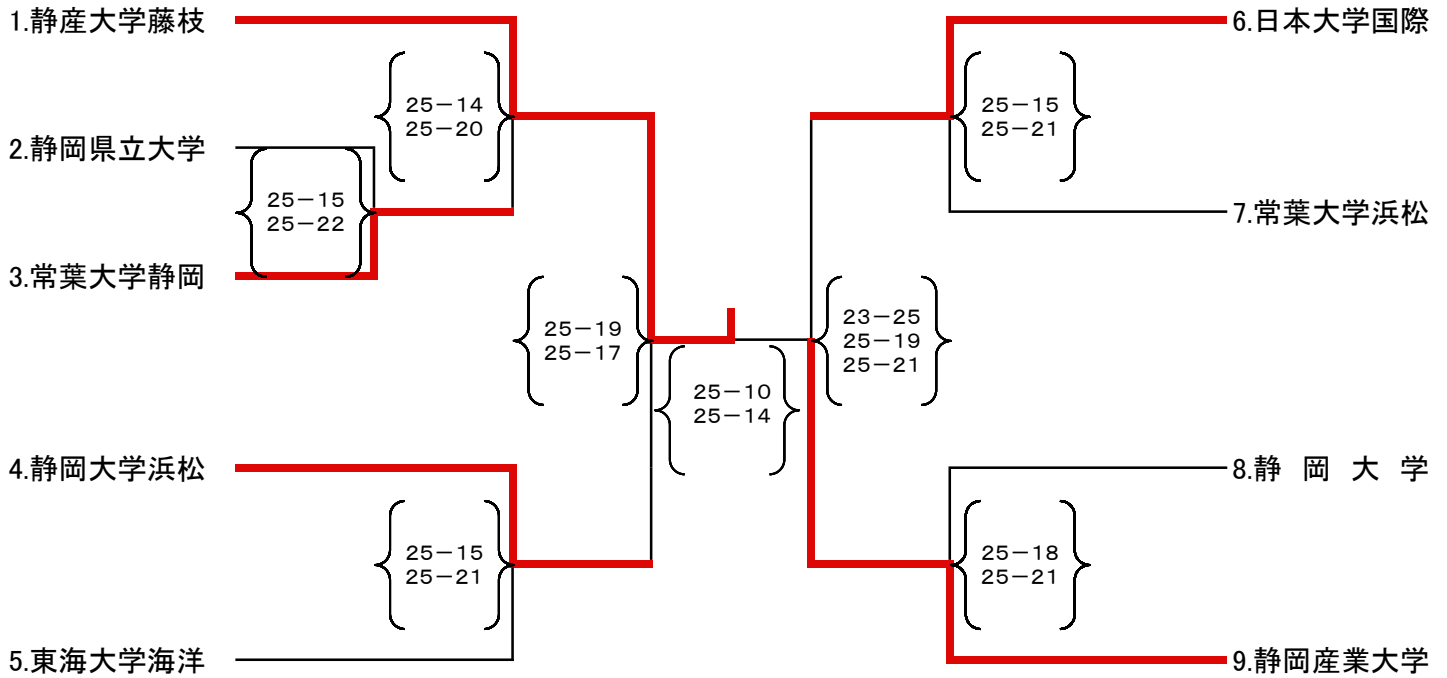 1.静産大学藤枝
6.日本大学国際
25－14
25－20
25－15
25－21
2.静岡県立大学
25－15
25－22
7.常葉大学浜松
3.常葉大学静岡
25－19
25－17
23－25
25－19
25－21
25－10
25－14
4.静岡大学浜松
8.静 岡 大 学
25－15
25－21
25－18
25－21
5.東海大学海洋
9.静岡産業大学